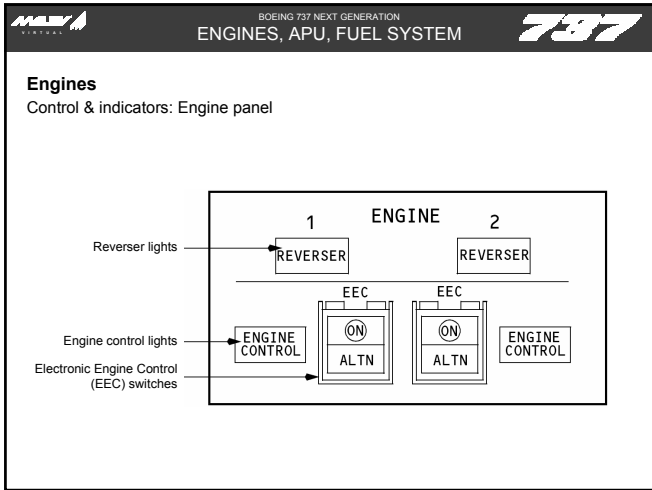 MALÉV
VIRTUAL
BOEING 737 NEXT GENERATION
ENGINES, APU, FUEL SYSTEM
737
Engines
Control & indicators: Engine panel
1 ENGINE 2
Reverser lights
REVERSER REVERSER
EEC EEC
Engine control lights
ENGINE CONTROL
ON
ALTN
ON
ALTN
ENGINE CONTROL
Electronic Engine Control
(EEC) switches